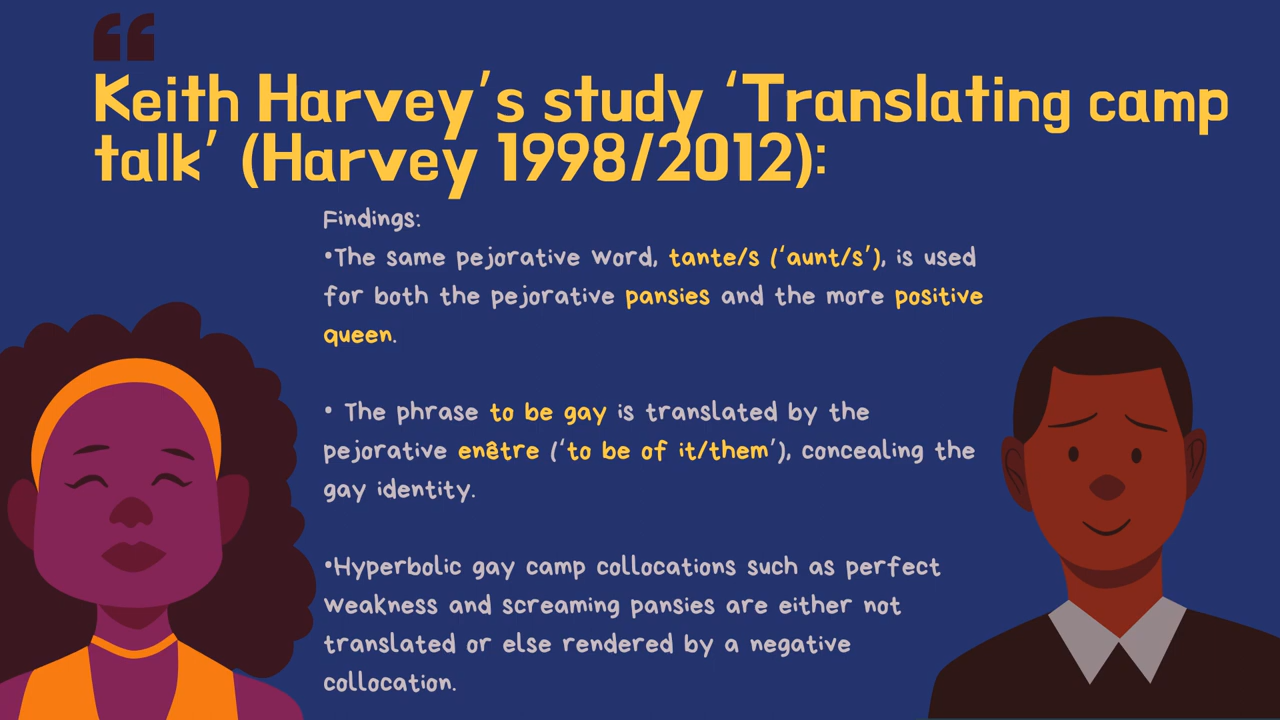 Keith Harvey's study ‘Translating camp
talk’ (Harvey 1998/2012):
Findings:
•The same pejorative word, tante/s (‘aunt/s’), is used
for both the pejorative pansies and the more positive
queen.
• The phrase to be gay is translated by the
pejorative enêtre (‘to be of it/them’), concealing the
gay identity.
•Hyperbolic gay camp collocations such as perfect
weakness and screaming pansies are either not
translated or else rendered by a negative
collocation.